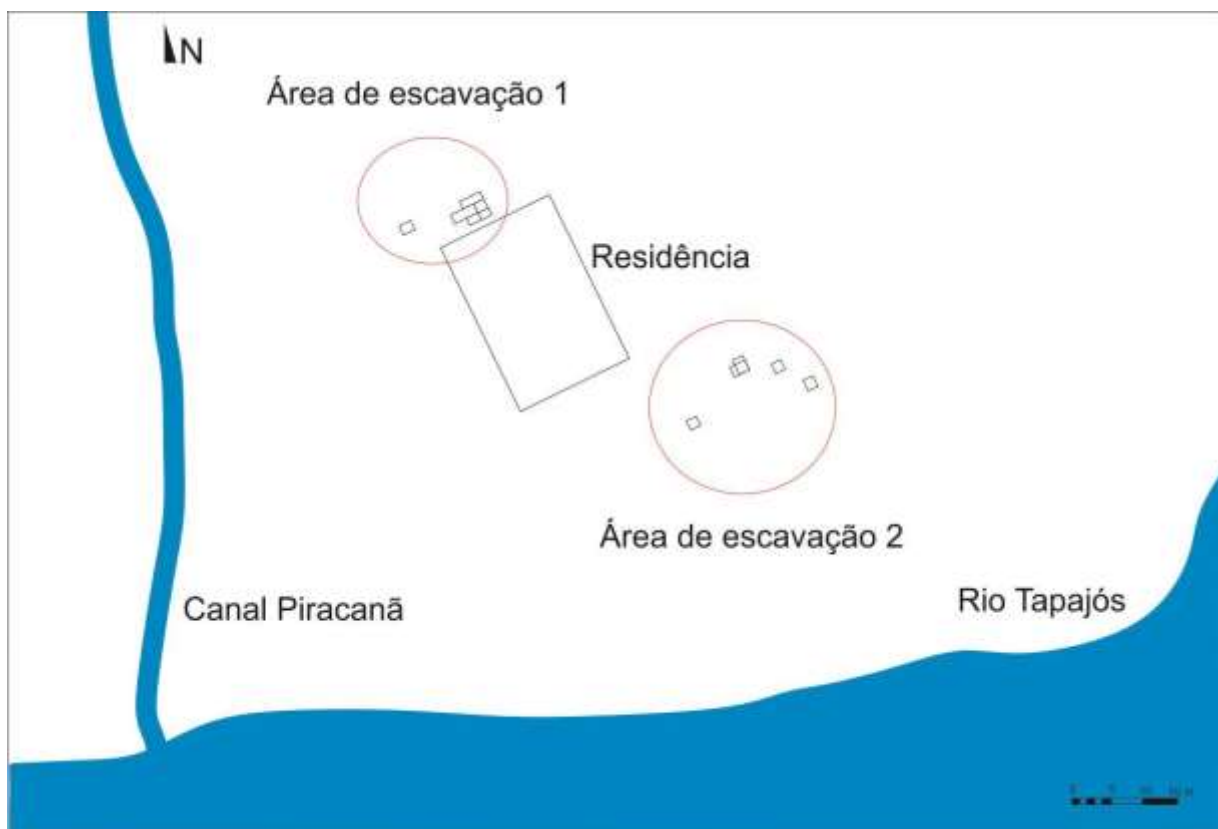 N
Área de escavação 1
Residência
Área de escavação 2
Canal Piracanã
Rio Tapajós